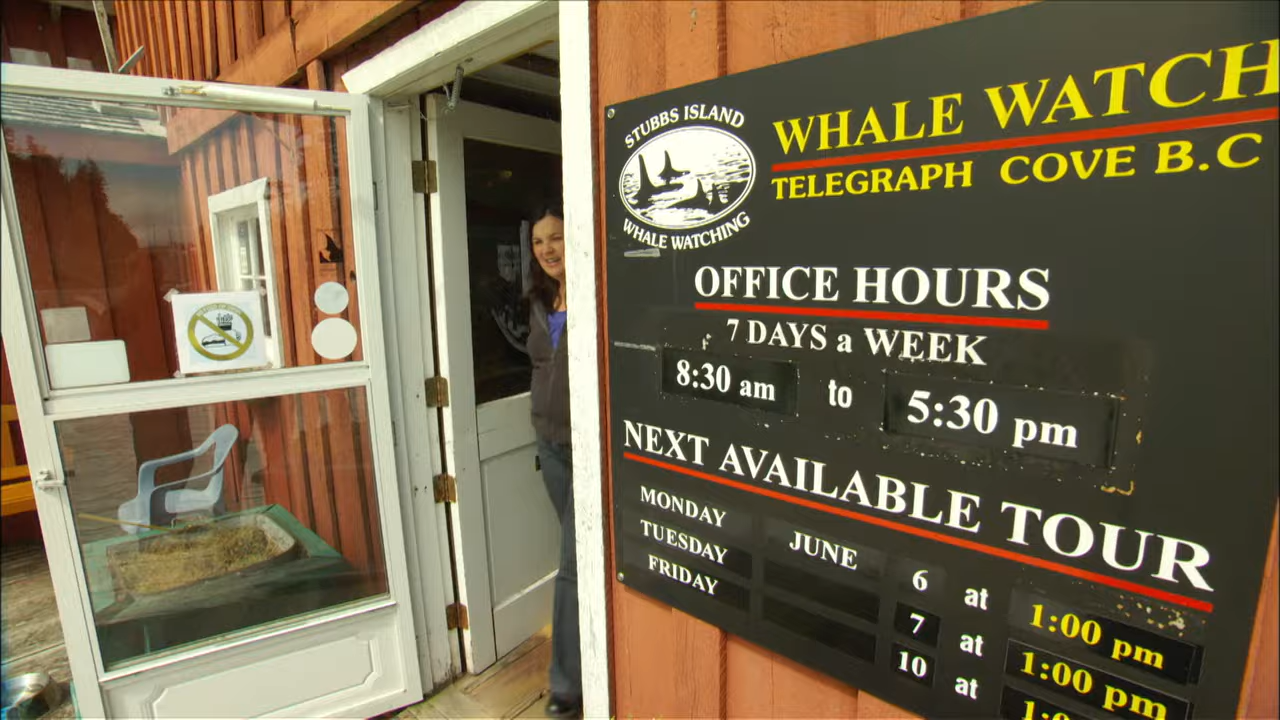 STUBBS ISLAND
WHALE WATCHING
WHALE WATCH
TELEGRAPH COVE B.C
OFFICE HOURS
7 DAYS a WEEK
8:30 am to 5:30 pm
NEXT AVAILABLE TOUR
MONDAY JUNE 6 at 1:00 pm
TUESDAY 7 at 1:00 pm
FRIDAY 10 at